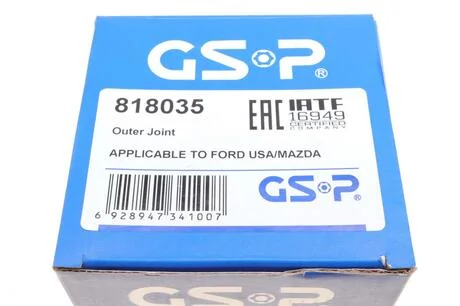 GSP®
818035
EAC IATF
16949
CERTIFIED
COMPANY
Outer Joint
APPLICABLE TO FORD USA/MAZDA
6 928947 341007
GSP®